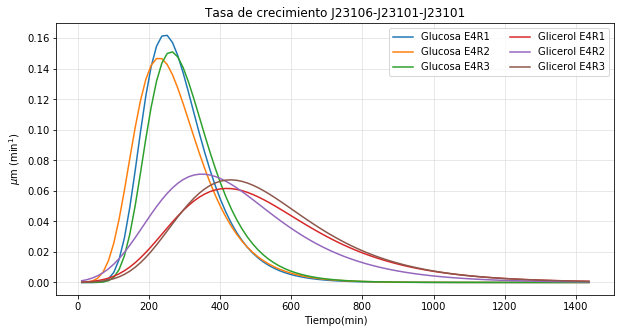 Tasa de crecimiento J23106-J23101-J23101
Glucosa E4R1
Glucosa E4R2
Glucosa E4R3
Glicerol E4R1
Glicerol E4R2
Glicerol E4R3
μm (min¹)
0.16
0.14
0.12
0.10
0.08
0.06
0.04
0.02
0.00
0 200 400 600 800 1000 1200 1400
Tiempo(min)